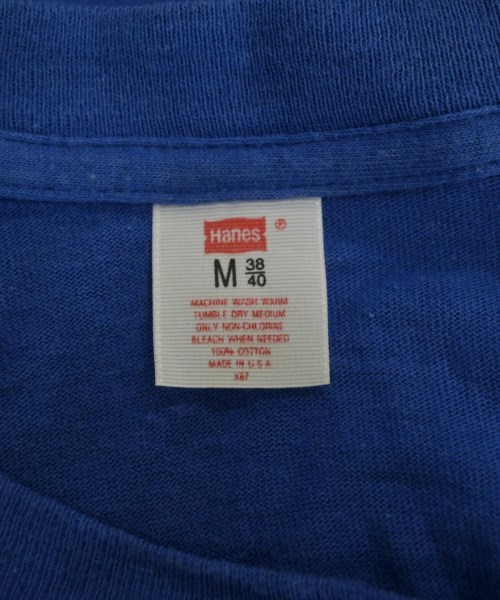 Hanes ®
M 38/40
MACHINE WASH WARM
TUMBLE DRY MEDIUM
ONLY NON-CHLORINE
BLEACH WHEN NEEDED
100% COTTON
MADE IN U.S.A
X87